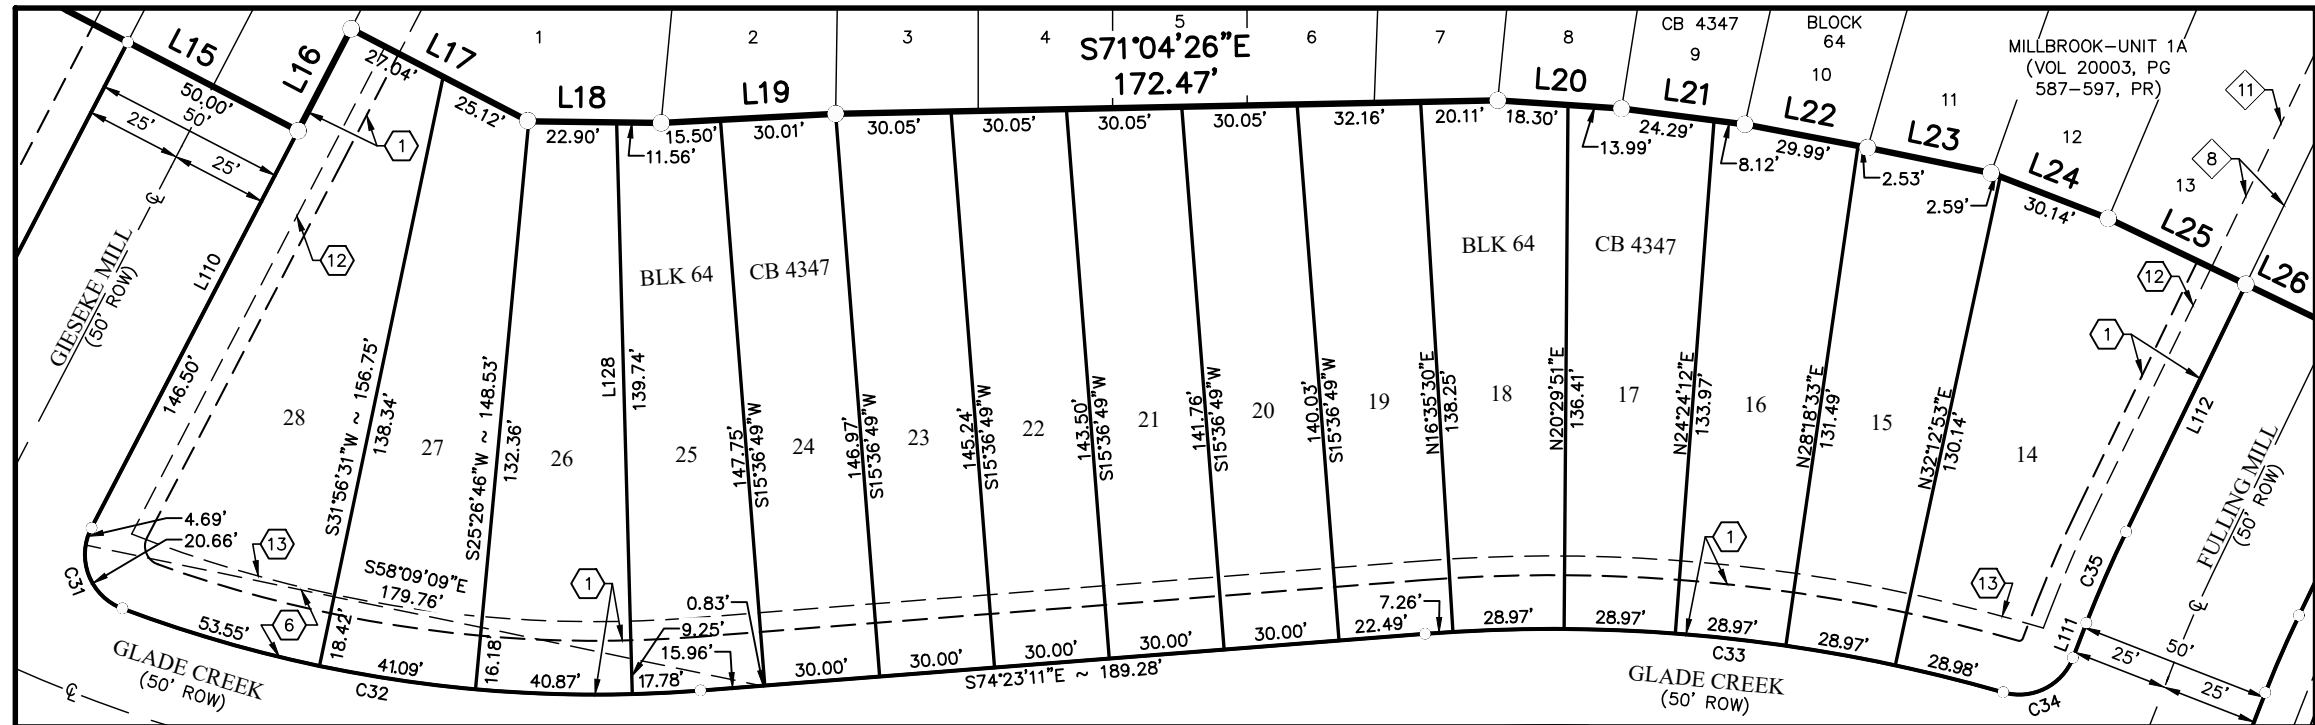 L15
L16
L17
L18
L19
S71°04'26"E
172.47'
L20
L21
L22
L23
L24
L25
L26
1
2
3
4
5
6
7
8
CB 4347
9
BLOCK
64
10
11
12
13
MILLBROOK-UNIT 1A
(VOL 20003, PG
587-597, PR)
11
8
50.00'
50'
25'
25'
27.04'
25.12'
22.90'
11.56'
15.50'
30.01'
30.05'
30.05'
30.05'
30.05'
32.16'
20.11'
18.30'
13.99'
24.29'
8.12'
29.99'
2.53'
2.59'
30.14'
1
12
12
1
GIESEKE MILL
(50' ROW)
L110
146.50'
BLK 64
CB 4347
BLK 64
CB 4347
28
S31°56'31"W ~ 156.75'
138.34'
27
S25°26'46"W ~ 148.53'
132.36'
26
L128
139.74'
25
147.75'
S15°36'49"W
24
146.97'
S15°36'49"W
23
145.24'
S15°36'49"W
22
143.50'
S15°36'49"W
21
141.76'
S15°36'49"W
20
140.03'
S15°36'49"W
19
N16°35'30"E
138.25'
18
N20°29'51"E
136.41'
17
N24°24'12"E
133.97'
16
N28°18'33"E
131.49'
15
N32°12'53"E
130.14'
14
L112
FULLING MILL
(50' ROW)
4.69'
20.66'
13
C31
S58°09'09"E
179.76'
1
6
53.55'
18.42'
41.09'
16.18'
40.87'
0.83'
9.25'
15.96'
17.78'
30.00'
30.00'
30.00'
30.00'
30.00'
22.49'
7.26'
28.97'
28.97'
28.97'
28.97'
28.98'
1
13
C35
L111
50'
25'
25'
GLADE CREEK
(50' ROW)
C32
S74°23'11"E ~ 189.28'
C33
GLADE CREEK
(50' ROW)
C34